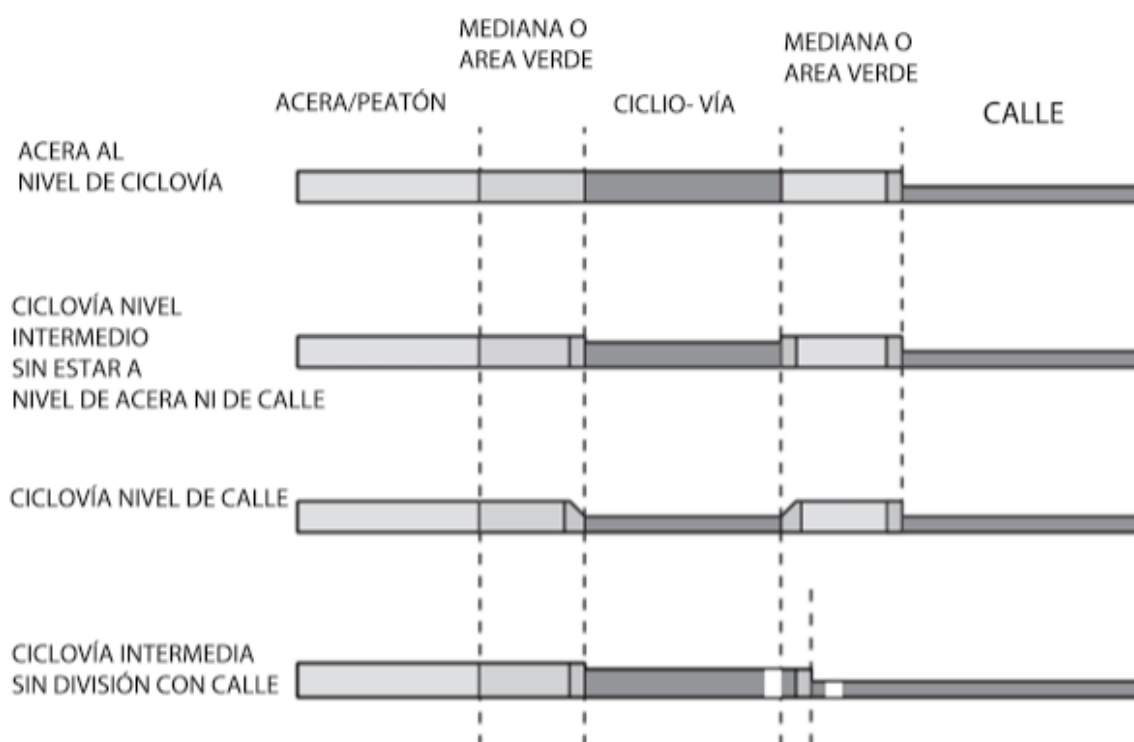 MEDIANA O
AREA VERDE
MEDIANA O
AREA VERDE
ACERA/PEATÓN
CICLIO- VÍA
CALLE
ACERA AL
NIVEL DE CICLOVÍA
CICLOVÍA NIVEL
INTERMEDIO
SIN ESTAR A
NIVEL DE ACERA NI DE CALLE
CICLOVÍA NIVEL DE CALLE
CICLOVÍA INTERMEDIA
SIN DIVISIÓN CON CALLE